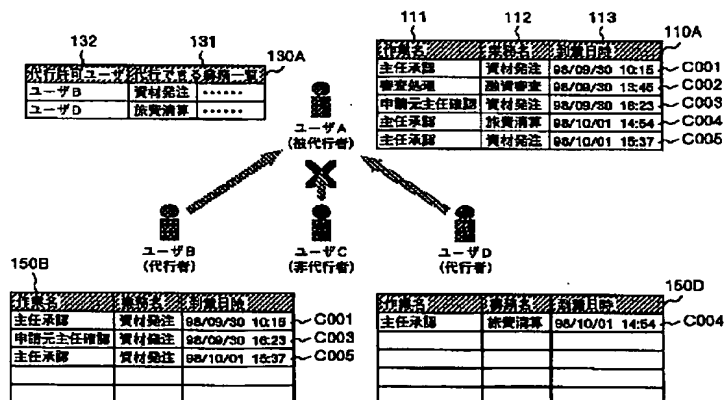 132
131
130A
代行許可ユーザ 代行できる業務一覧
ユーザB 資材発注 ······
ユーザD 旅費清算 ······
111
112
113
110A
作業名 業務名 到着日時
主任承認 資材発注 98/09/30 10:15 C001
審査処理 融資審査 98/09/30 13:45 C002
申請元主任確認 資材発注 98/09/30 16:23 C003
主任承認 旅費清算 98/10/01 14:54 C004
主任承認 資材発注 98/10/01 15:37 C005
ユーザA
(被代行者)
ユーザB
(代行者)
ユーザC
(非代行者)
ユーザD
(代行者)
150B
作業名 業務名 到着日時
主任承認 資材発注 98/09/30 10:15 C001
申請元主任確認 資材発注 98/09/30 16:23 C003
主任承認 資材発注 98/10/01 15:37 C005
150D
作業名 業務名 到着日時
主任承認 旅費清算 98/10/01 14:54 C004